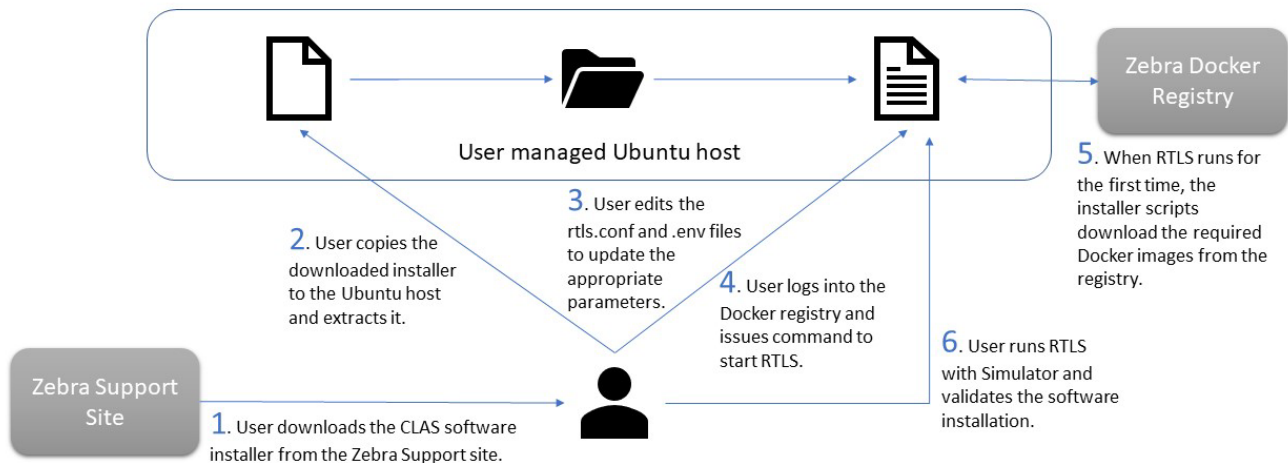 Zebra Docker
Registry
User managed Ubuntu host
5. When RTLS runs for
the first time, the
installer scripts
download the required
Docker images from the
registry.
3. User edits the
rtls.conf and .env files
to update the
appropriate
parameters.
2. User copies the
downloaded installer
to the Ubuntu host
and extracts it.
4. User logs into the
Docker registry and
issues command to
start RTLS.
6. User runs RTLS
with Simulator and
validates the software
installation.
Zebra Support
Site
1. User downloads the CLAS software
installer from the Zebra Support site.